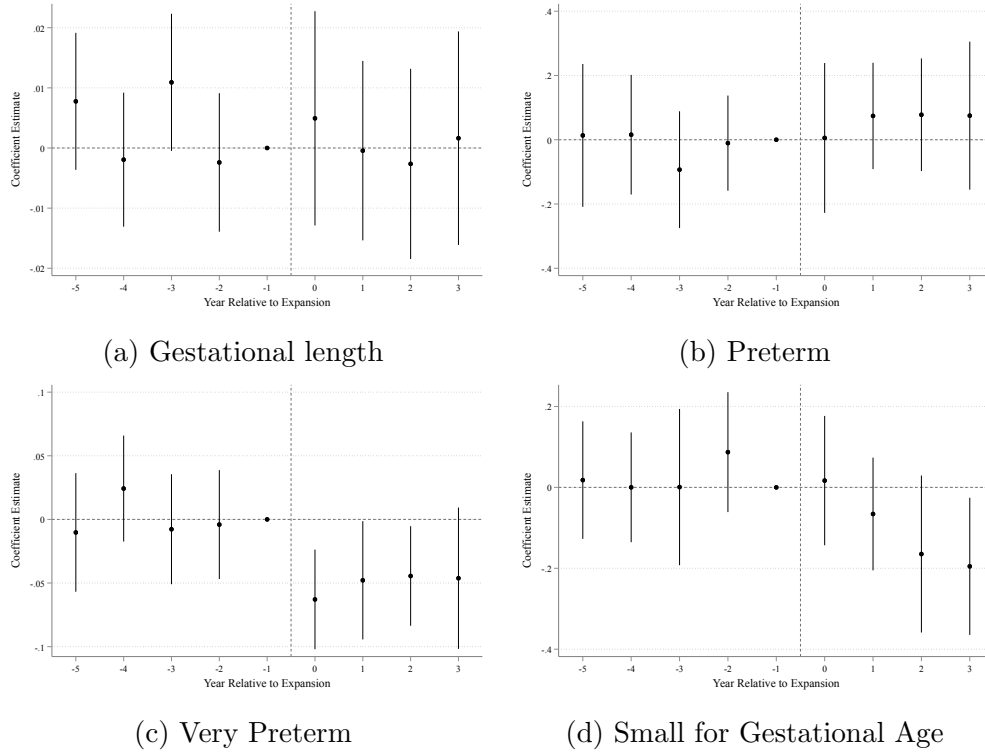 .02
.01
0
-.01
-.02
Coefficient Estimate
-5 -4 -3 -2 -1 0 1 2 3
Year Relative to Expansion
(a) Gestational length
.4
.2
0
-.2
-.4
Coefficient Estimate
-5 -4 -3 -2 -1 0 1 2 3
Year Relative to Expansion
(b) Preterm
.1
.05
0
-.05
-.1
Coefficient Estimate
-5 -4 -3 -2 -1 0 1 2 3
Year Relative to Expansion
(c) Very Preterm
.2
0
-.2
-.4
Coefficient Estimate
-5 -4 -3 -2 -1 0 1 2 3
Year Relative to Expansion
(d) Small for Gestational Age